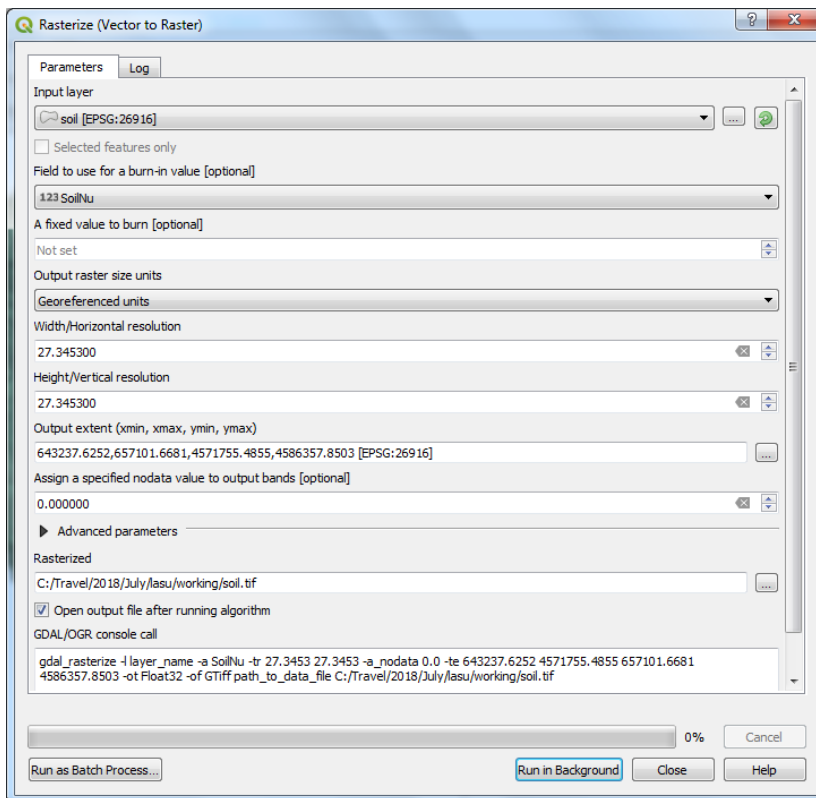 Rasterize (Vector to Raster)
Parameters
Log
Input layer
soil [EPSG:26916]
...
Selected features only
Field to use for a burn-in value [optional]
123 SoilNu
A fixed value to burn [optional]
Not set
Output raster size units
Georeferenced units
Width/Horizontal resolution
27.345300
Height/Vertical resolution
27.345300
Output extent (xmin, xmax, ymin, ymax)
643237.6252,657101.6681,4571755.4855,4586357.8503 [EPSG:26916]
...
Assign a specified nodata value to output bands [optional]
0.000000
Advanced parameters
Rasterized
C:/Travel/2018/July/lasu/working/soil.tif
...
Open output file after running algorithm
GDAL/OGR console call
gdal_rasterize -l layer_name -a SoilNu -tr 27.3453 27.3453 -a_nodata 0.0 -te 643237.6252 4571755.4855 657101.6681
4586357.8503 -ot Float32 -of GTiff path_to_data_file C:/Travel/2018/July/lasu/working/soil.tif
0%
Cancel
Run as Batch Process...
Run in Background
Close
Help